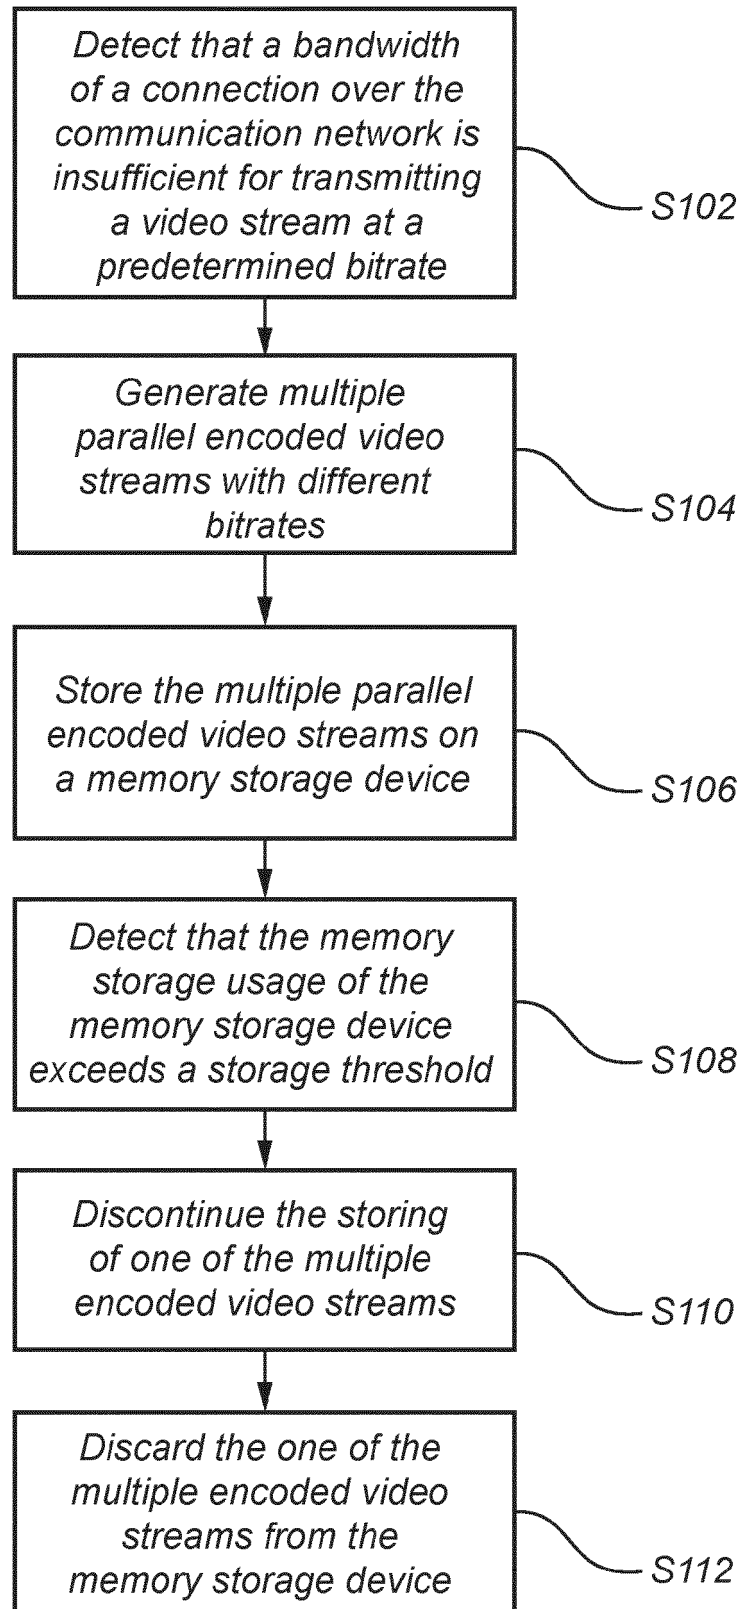 Detect that a bandwidth
of a connection over the
communication network is
insufficient for transmitting
a video stream at a
predetermined bitrate
S102
Generate multiple
parallel encoded video
streams with different
bitrates
S104
Store the multiple parallel
encoded video streams on
a memory storage device
S106
Detect that the memory
storage usage of the
memory storage device
exceeds a storage threshold
S108
Discontinue the storing
of one of the multiple
encoded video streams
S110
Discard the one of the
multiple encoded video
streams from the
memory storage device
S112